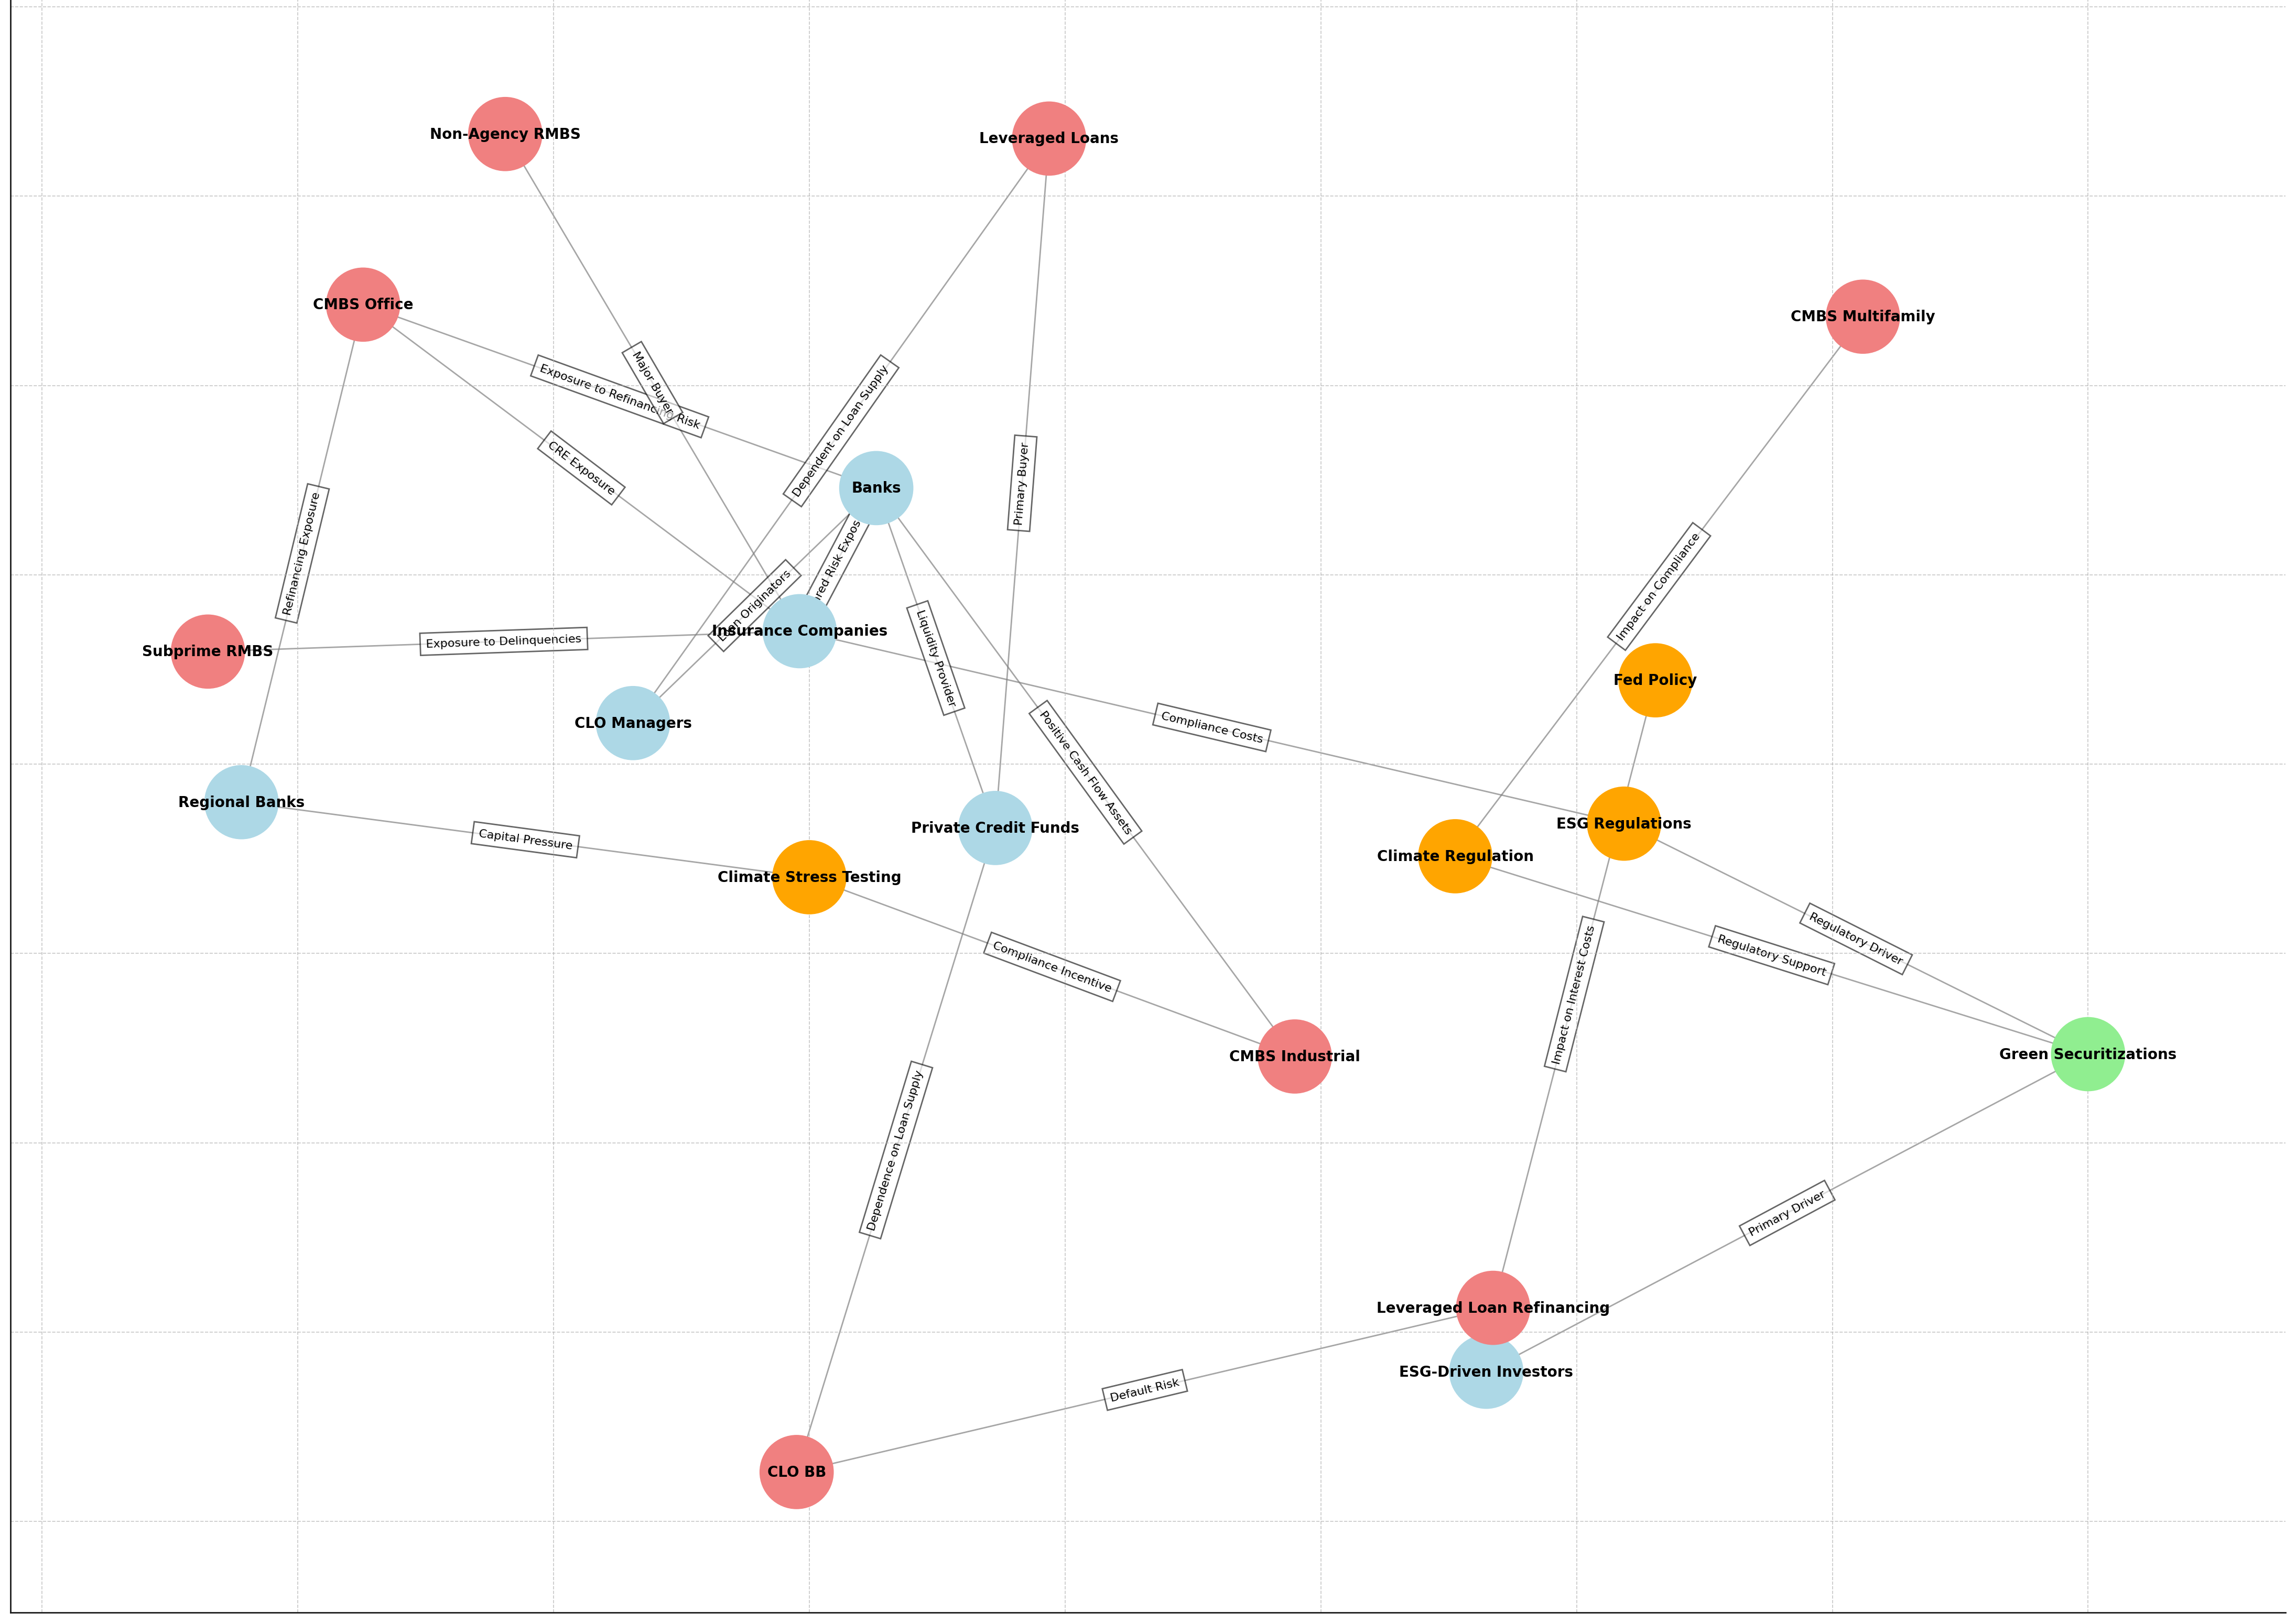 Non-Agency RMBS
Leveraged Loans
CMBS Office
CMBS Multifamily
Major Buyer
Exposure to Refinancing Risk
Dependent on Loan Supply
CRE Exposure
Primary Buyer
Banks
Refinancing Exposure
Impact on Compliance
ared Risk Expos
Loan Originators
Insurance Companies
Exposure to Delinquencies
Subprime RMBS
Liquidity Provider
Fed Policy
CLO Managers
Compliance Costs
Positive Cash Flow Assets
Regional Banks
Capital Pressure
Private Credit Funds
ESG Regulations
Climate Regulation
Climate Stress Testing
Regulatory Driver
Regulatory Support
Compliance Incentive
Impact on Interest Costs
CMBS Industrial
Green Securitizations
Dependence on Loan Supply
Primary Driver
Leveraged Loan Refinancing
ESG-Driven Investors
Default Risk
CLO BB